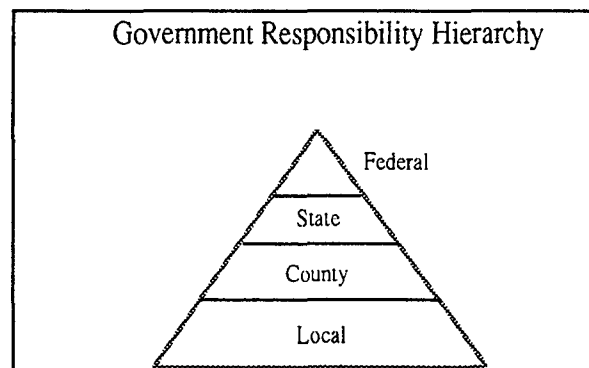 Government Responsibility Hierarchy
Federal
State
County
Local